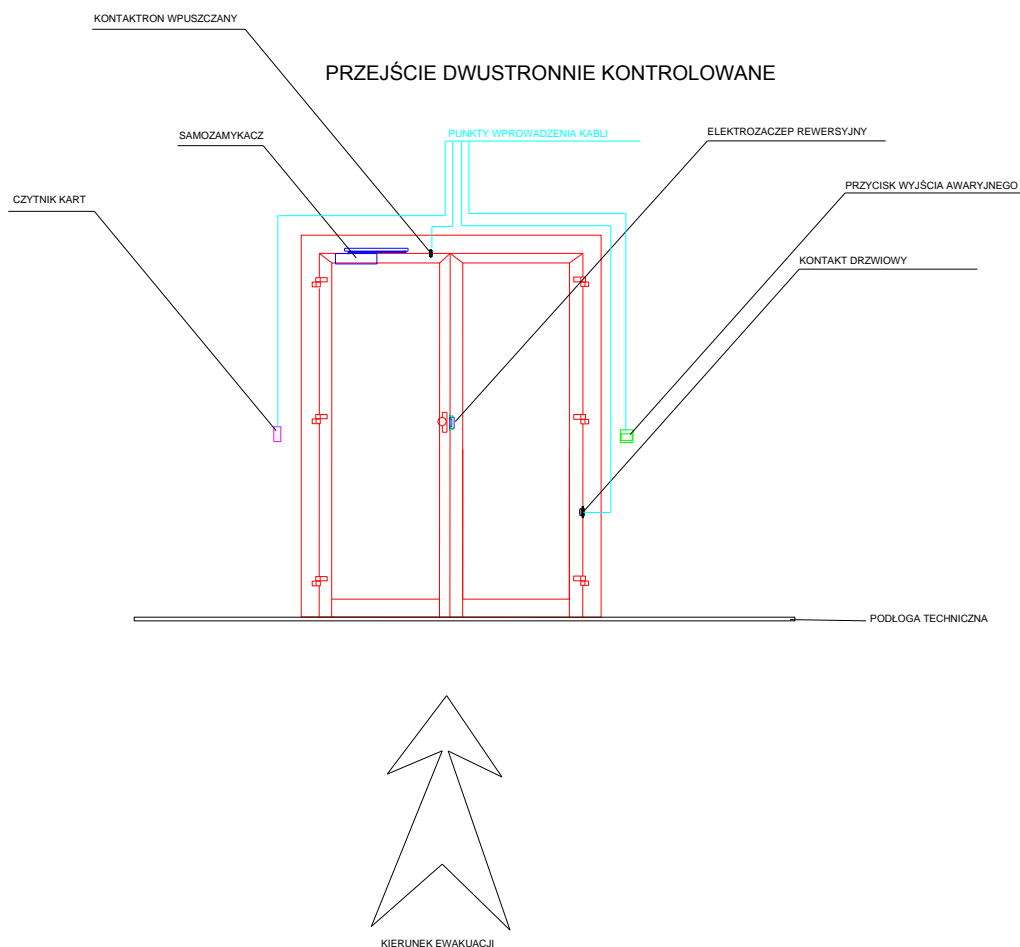 KONTAKTRON WPUSZCZANY
PRZEJŚCIE DWUSTRONNIE KONTROLOWANE
SAMOZAMYKACZ
PUNKTY WPROWADZENIA KABLI
ELEKTROZACZEP REWERSYJNY
CZYTNIK KART
PRZYCISK WYJŚCIA AWARYJNEGO
KONTAKT DRZWIOWY
PODŁOGA TECHNICZNA
KIERUNEK EWAKUACJI